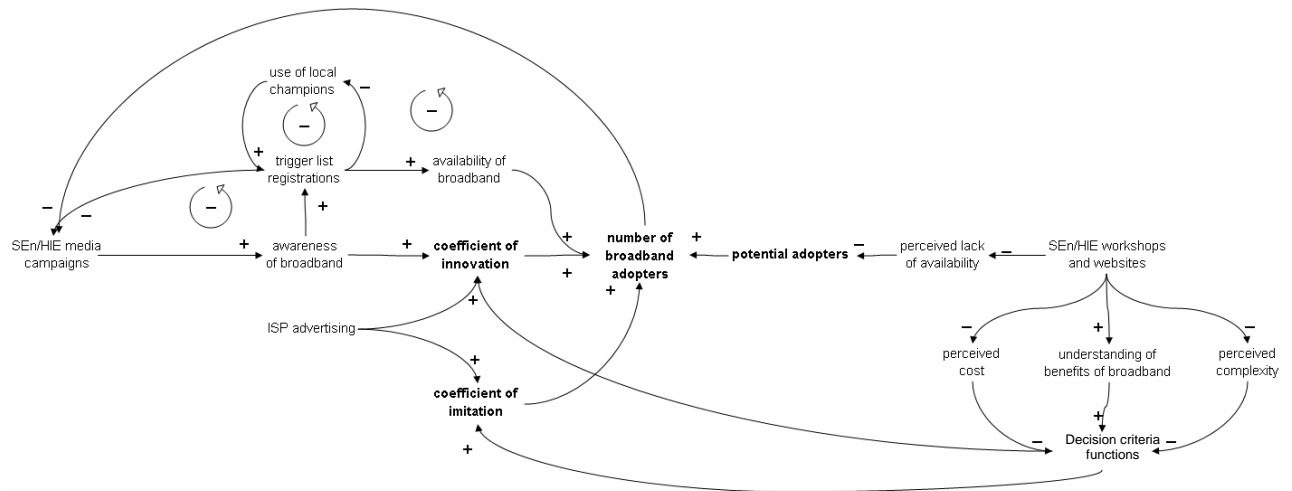 use of local
champions
–
–
–
+
trigger list
registrations
+
availability of
broadband
–
–
–
+
SEn/HIE media
campaigns
+
awareness
of broadband
+
coefficient of
innovation
+
+
number of
broadband
adopters
+
+
potential adopters
–
perceived lack
of availability
–
SEn/HIE workshops
and websites
+
ISP advertising
+
coefficient of
imitation
+
–
perceived
cost
+
understanding of
benefits of broadband
–
perceived
complexity
–
+
–
Decision criteria
functions